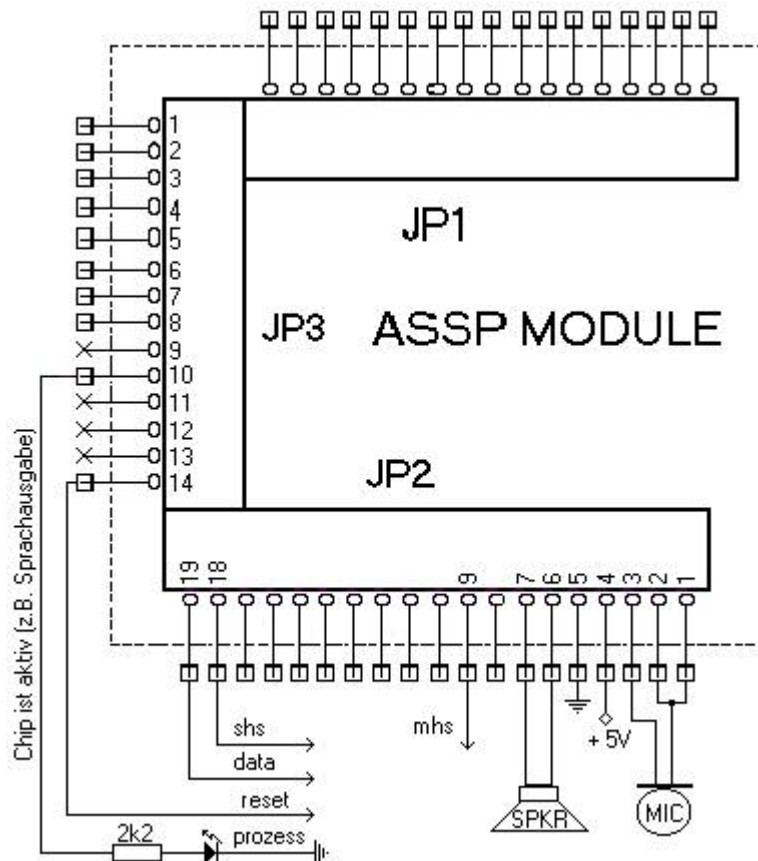 1
2
3
4
5
6
7
8
9
10
11
12
13
14
JP1
JP3
ASSP MODULE
JP2
19 18 9 7 6 5 4 3 2 1
Chip ist aktiv (z.B. Sprachausgabe)
shs
mhs
+ 5V
data
reset
SPKR
MIC
2k2
prozess